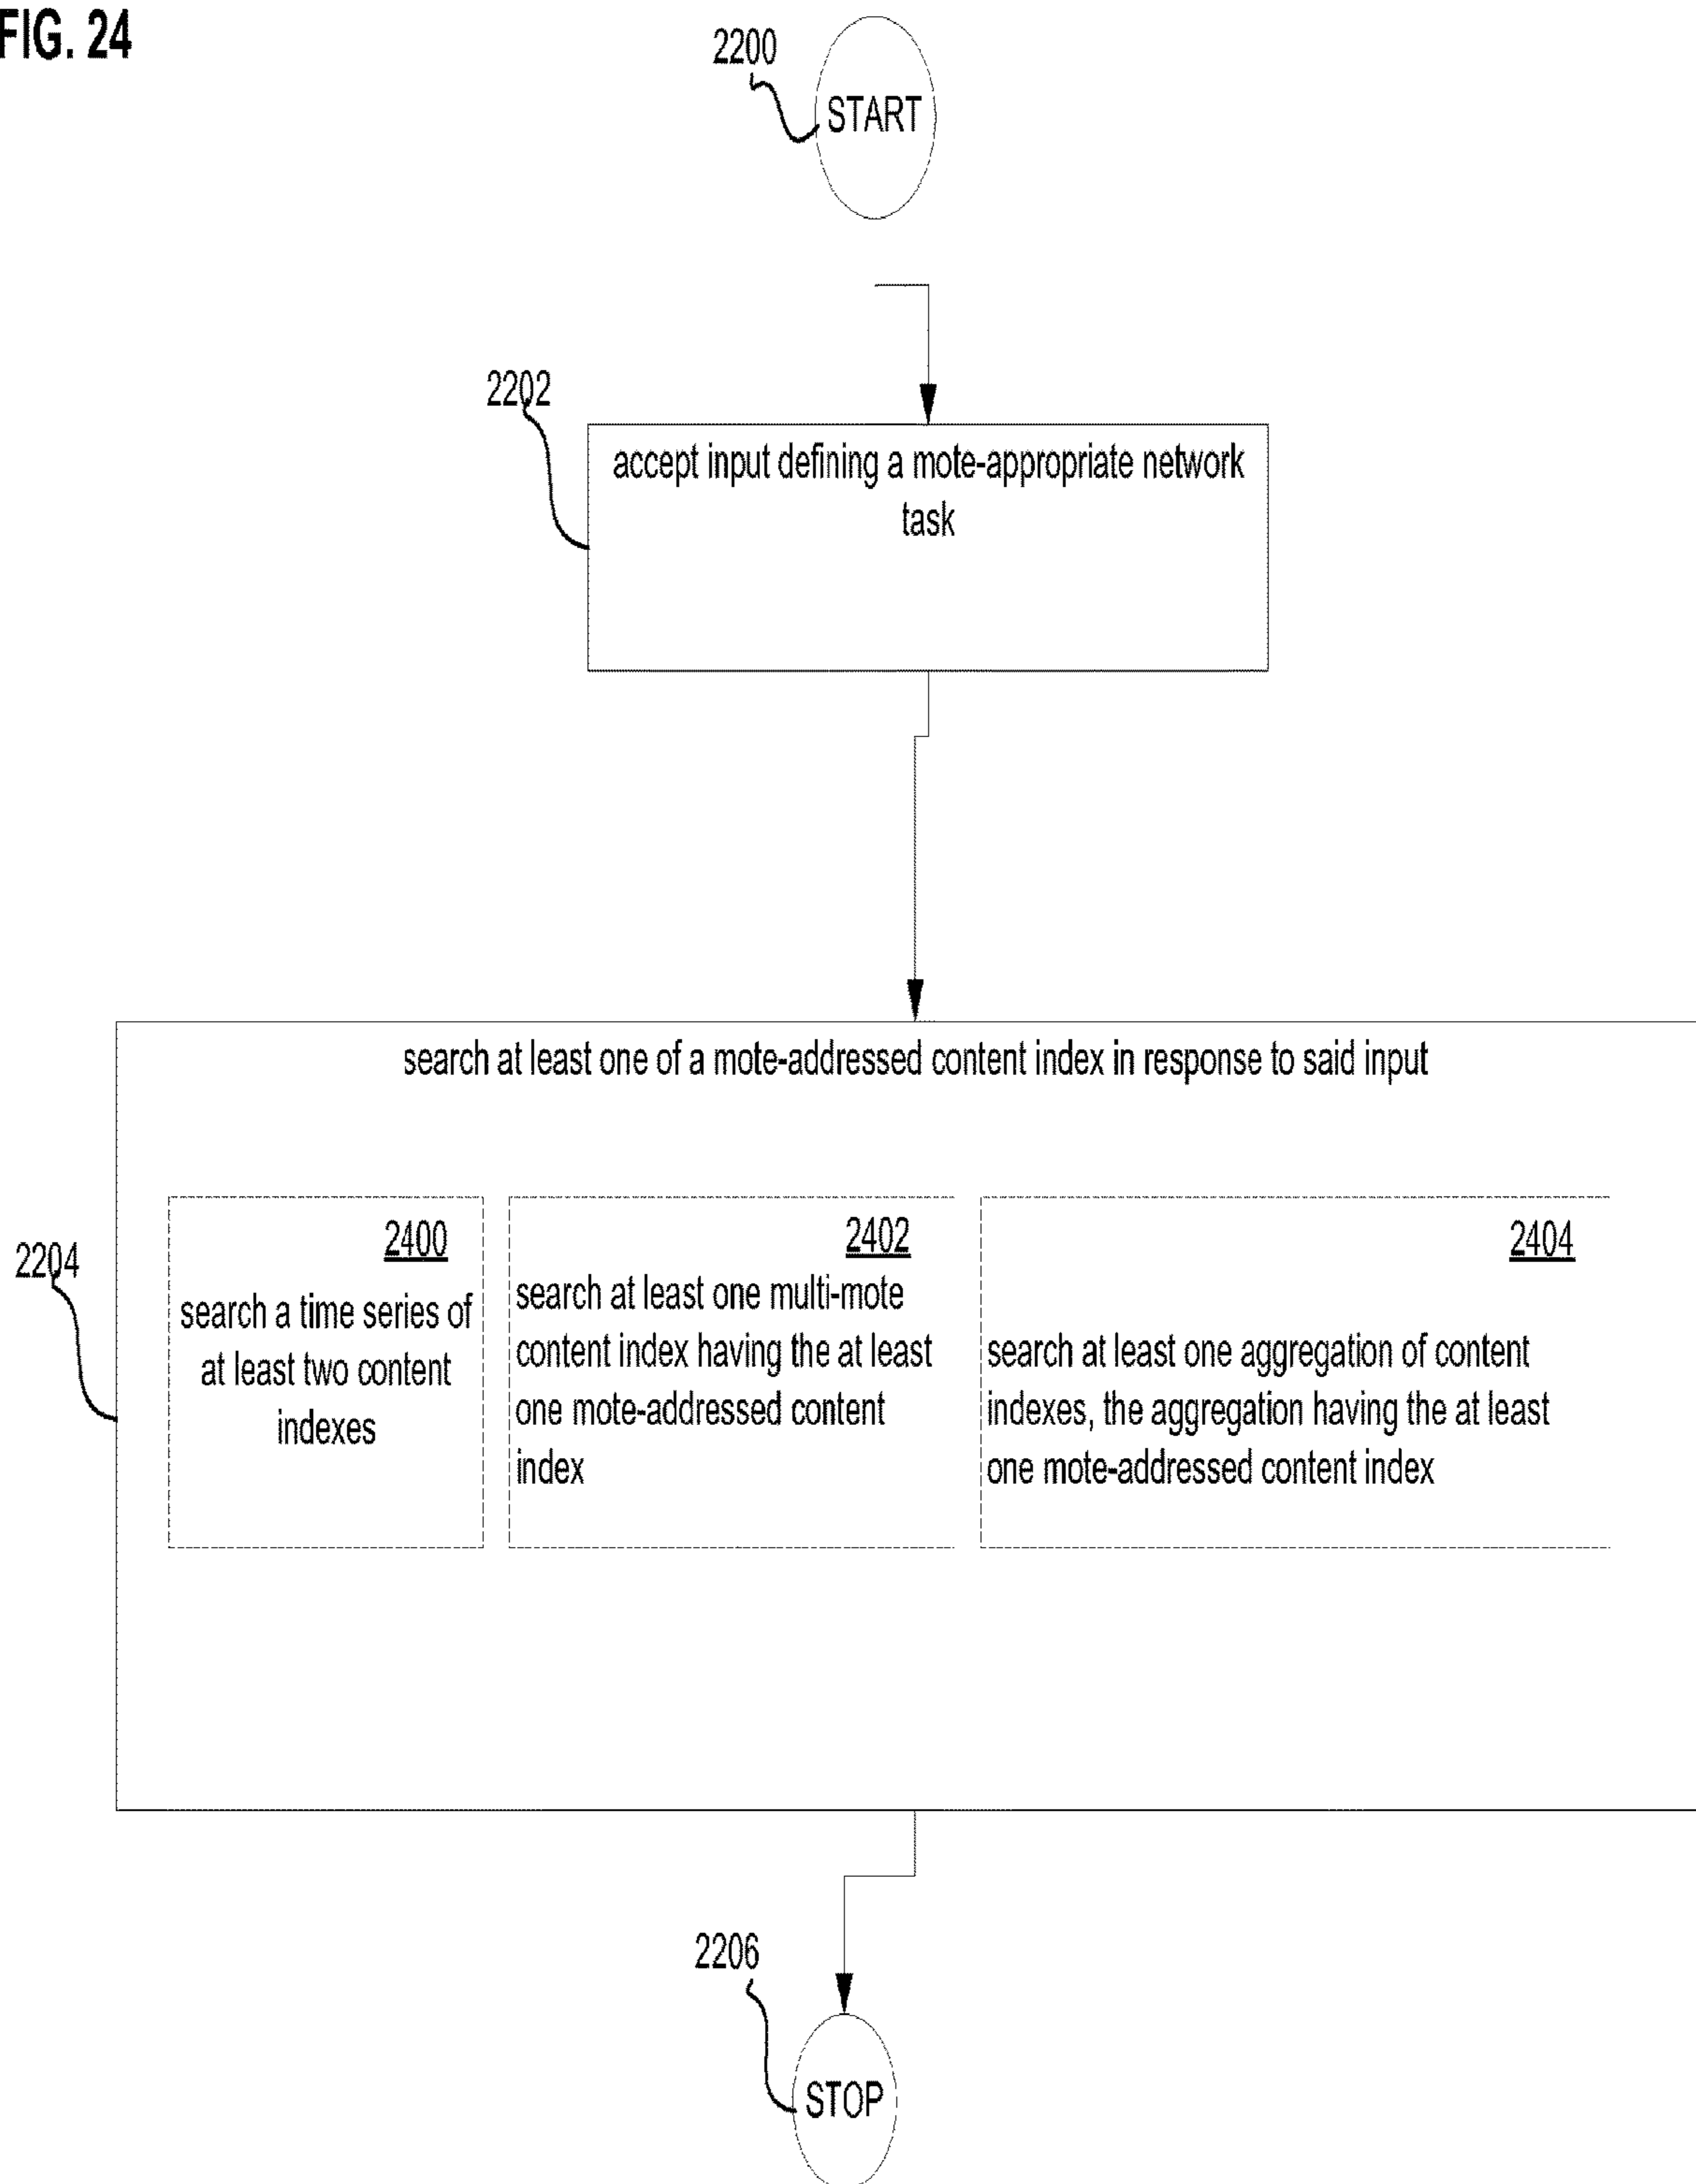 FIG. 24
2200
START
2202
accept input defining a mote-appropriate network
task
search at least one of a mote-addressed content index in response to said input
2204
2400
search a time series of
at least two content
indexes
2402
search at least one multi-mote
content index having the at least
one mote-addressed content
index
2404
search at least one aggregation of content
indexes, the aggregation having the at least
one mote-addressed content index
2206
STOP